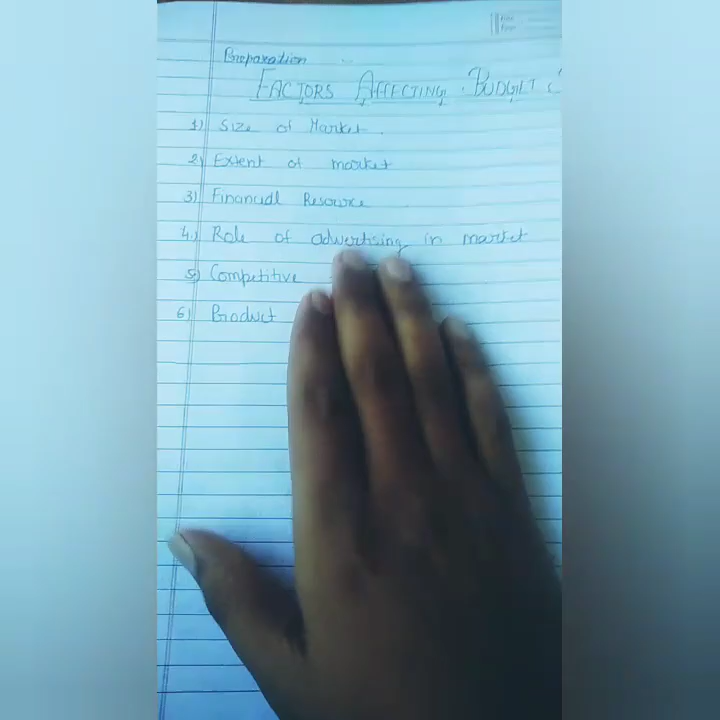 Preparation
FACTORS AFFECTING BUDGET
1) Size of Market.
2) Extent of market
3) Financial Resource
4.) Role of advertising in market
5) Competitive
6) Product